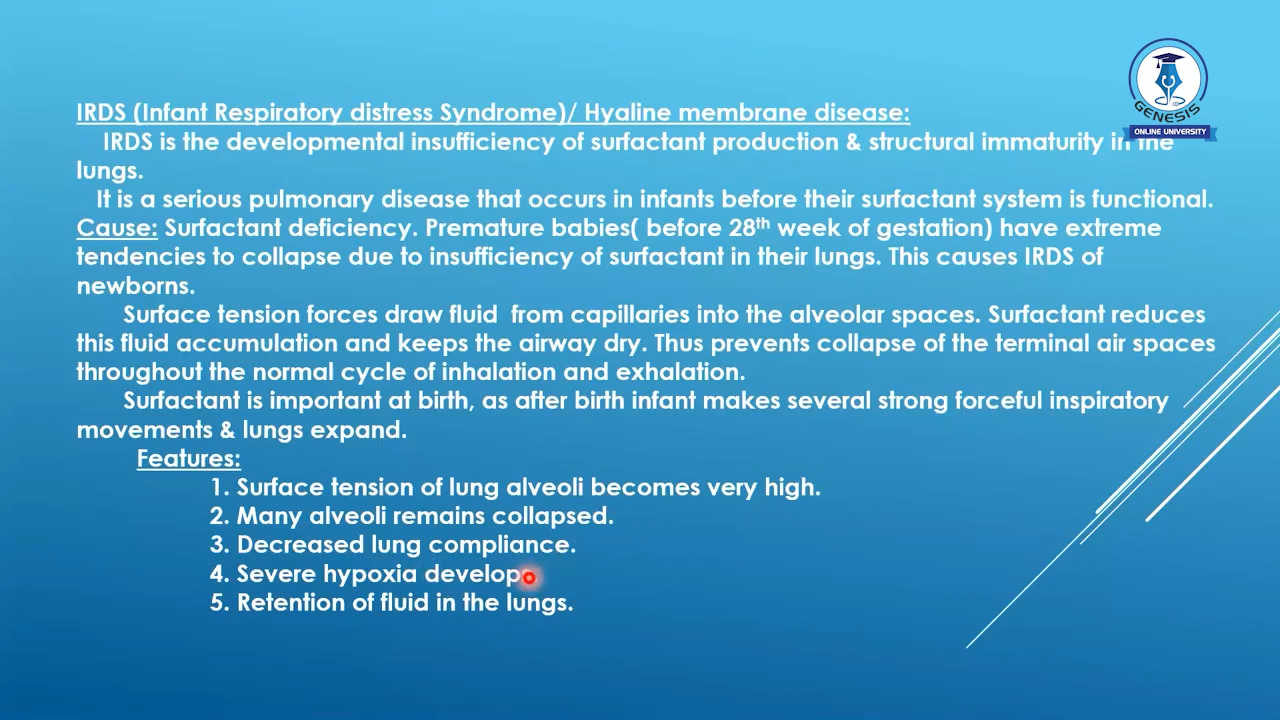 IRDS (Infant Respiratory distress Syndrome)/ Hyaline membrane disease:
IRDS is the developmental insufficiency of surfactant production & structural immaturity in the
lungs.
It is a serious pulmonary disease that occurs in infants before their surfactant system is functional.
Cause: Surfactant deficiency. Premature babies( before 28th week of gestation) have extreme
tendencies to collapse due to insufficiency of surfactant in their lungs. This causes IRDS of
newborns.
Surface tension forces draw fluid from capillaries into the alveolar spaces. Surfactant reduces
this fluid accumulation and keeps the airway dry. Thus prevents collapse of the terminal air spaces
throughout the normal cycle of inhalation and exhalation.
Surfactant is important at birth, as after birth infant makes several strong forceful inspiratory
movements & lungs expand.
Features:
1. Surface tension of lung alveoli becomes very high.
2. Many alveoli remains collapsed.
3. Decreased lung compliance.
4. Severe hypoxia develop
5. Retention of fluid in the lungs.
GENESIS
ONLINE UNIVERSITY